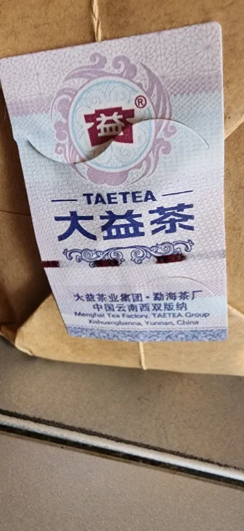 益®
TAETEA
大益茶
大益茶业集团·勐海茶厂
中国云南西双版纳
Menghai Tea Factory, TAETEA Group
Xishuangbanna, Yunnan, China